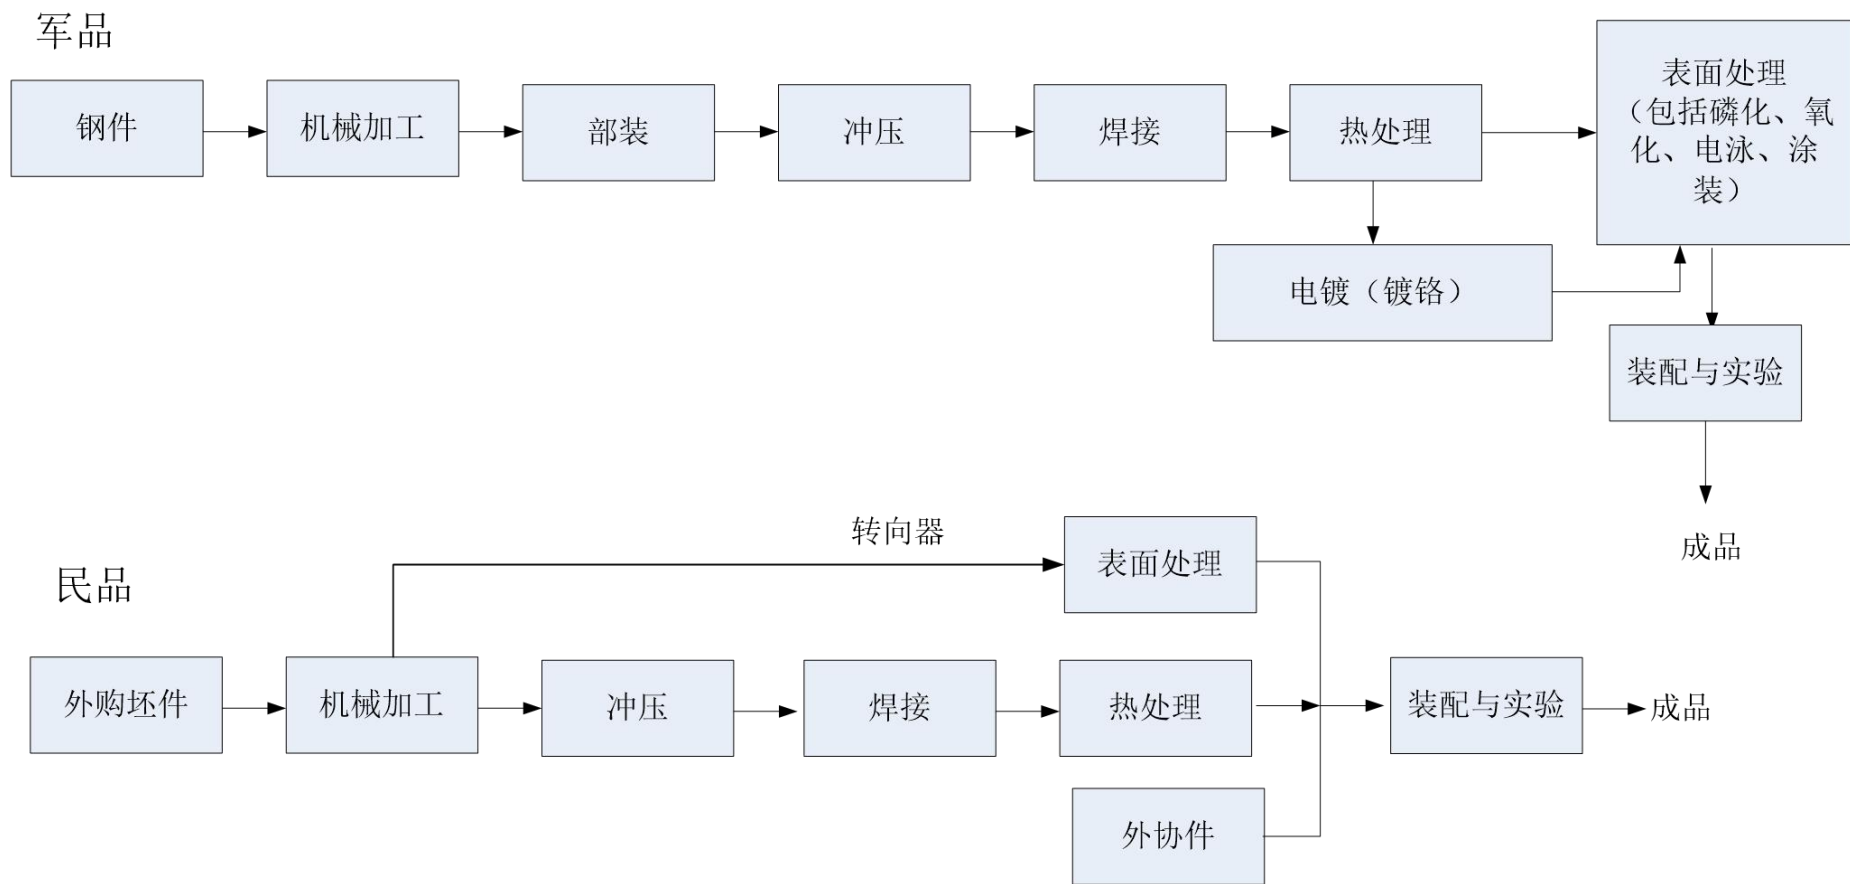 军品
钢件
机械加工
部装
冲压
焊接
热处理
表面处理
（包括磷化、氧
化、电泳、涂
装）
电镀（镀铬）
装配与实验
成品
民品
转向器
表面处理
外购坯件
机械加工
冲压
焊接
热处理
装配与实验
成品
外协件